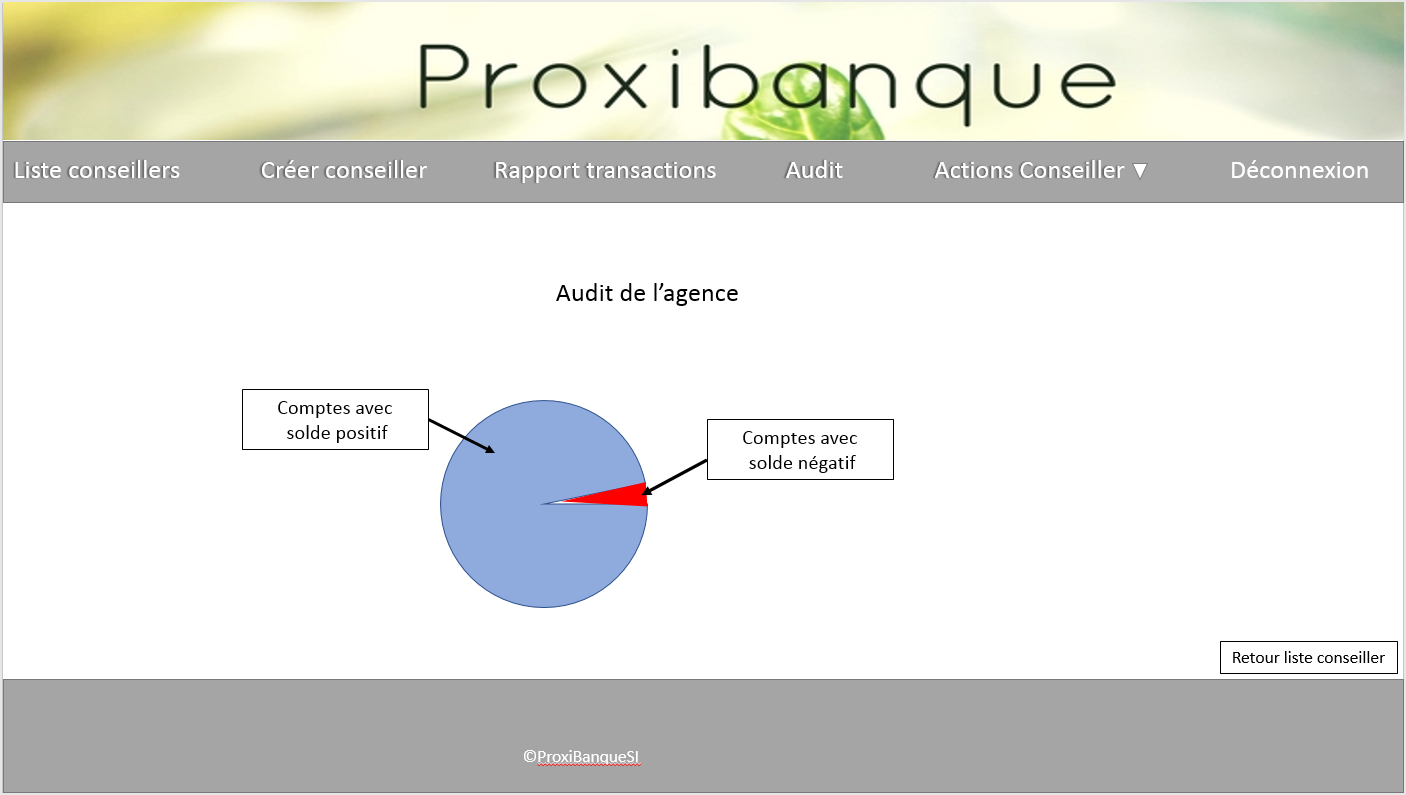 Proxibanque
Liste conseillers Créer conseiller Rapport transactions Audit Actions Conseiller ▼ Déconnexion
Audit de l’agence
Comptes avec
solde positif
Comptes avec
solde négatif
Retour liste conseiller
©ProxiBanqueSI